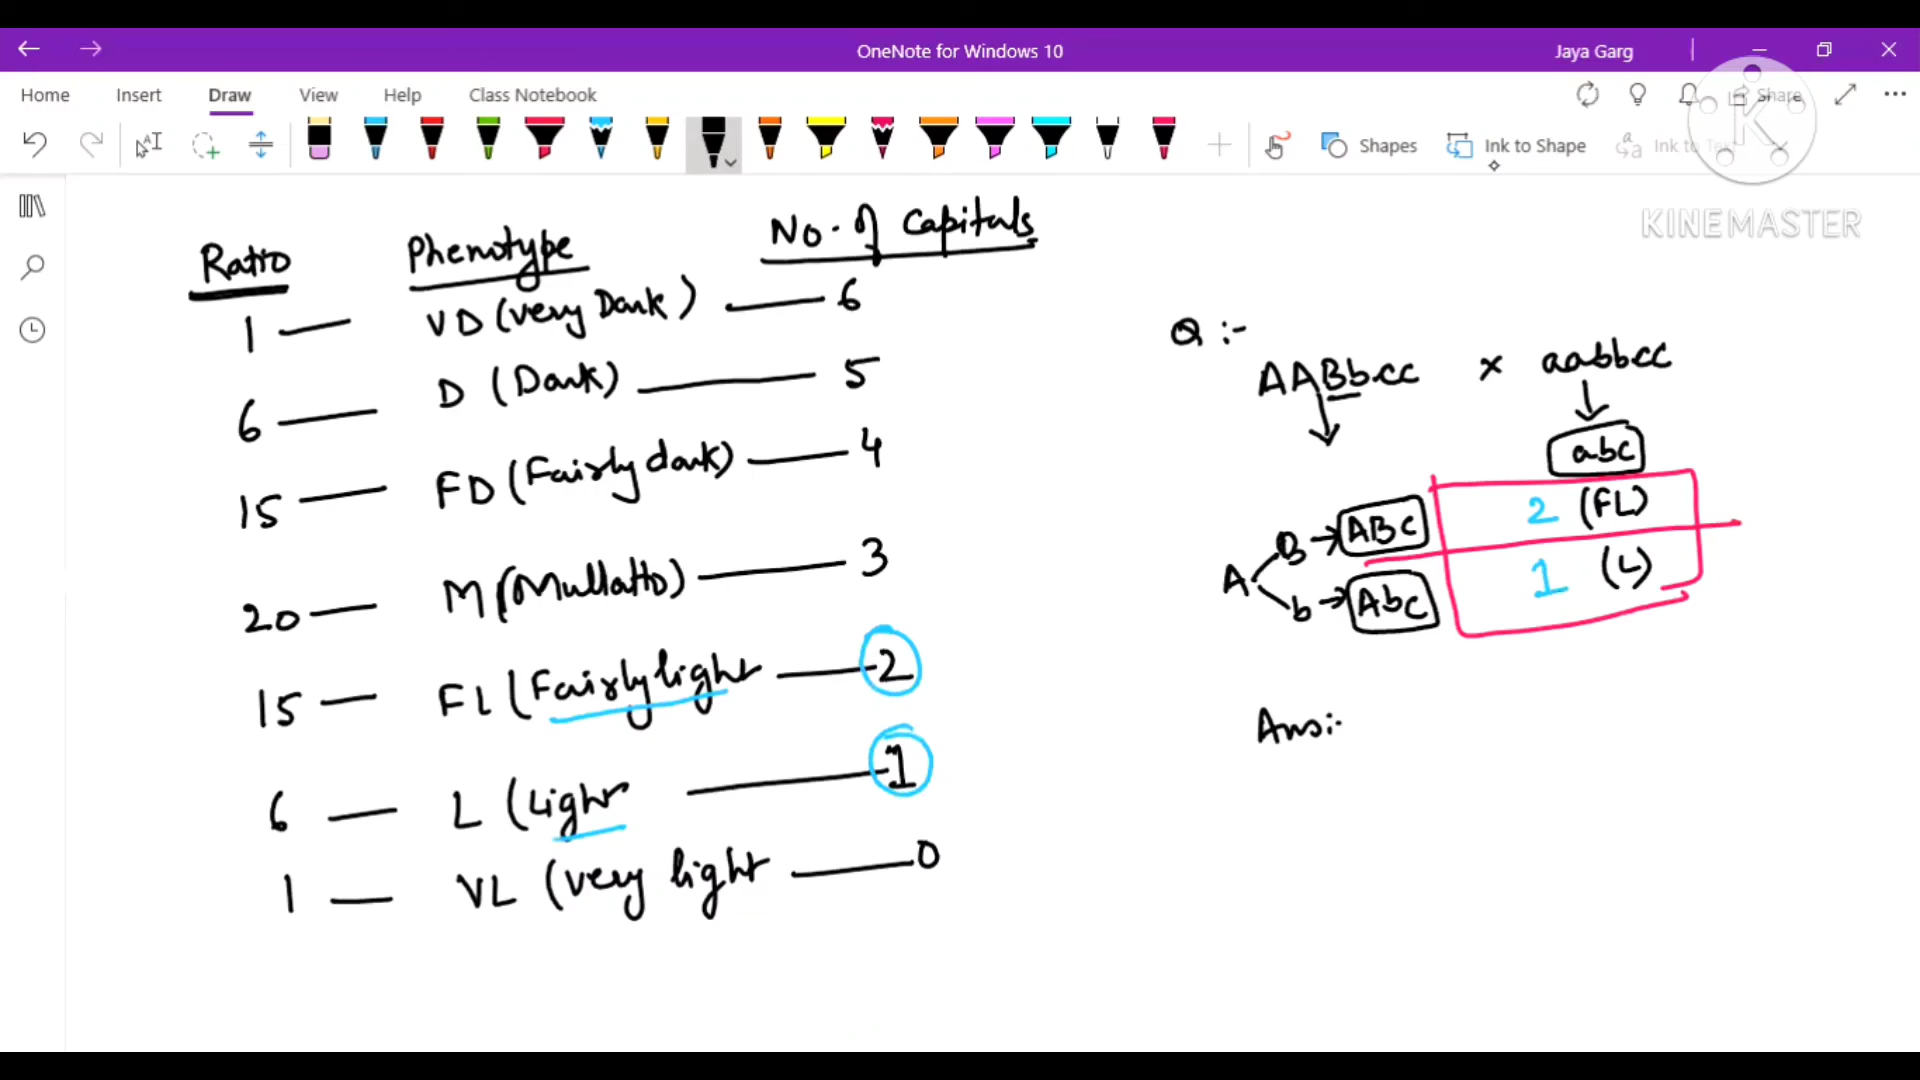 OneNote for Windows 10
Jaya Garg
Home Insert Draw View Help Class Notebook Share
Shapes Ink to Shape Ink to
KINEMASTER
Ratio Phenotype No. of Capitals
1 — VD (very Dark) — 6
6 — D (Dark) — 5
15 — FD (Fairly dark) — 4
20 — M (Mullatto) — 3
15 — FL (Fairly light — 2
6 — L (Light — 1
1 — VL (very light — 0
Q :-
AABbcc x aabbcc
abc
A B → ABc 2 (FL)
b → Abc 1 (L)
Ans:-